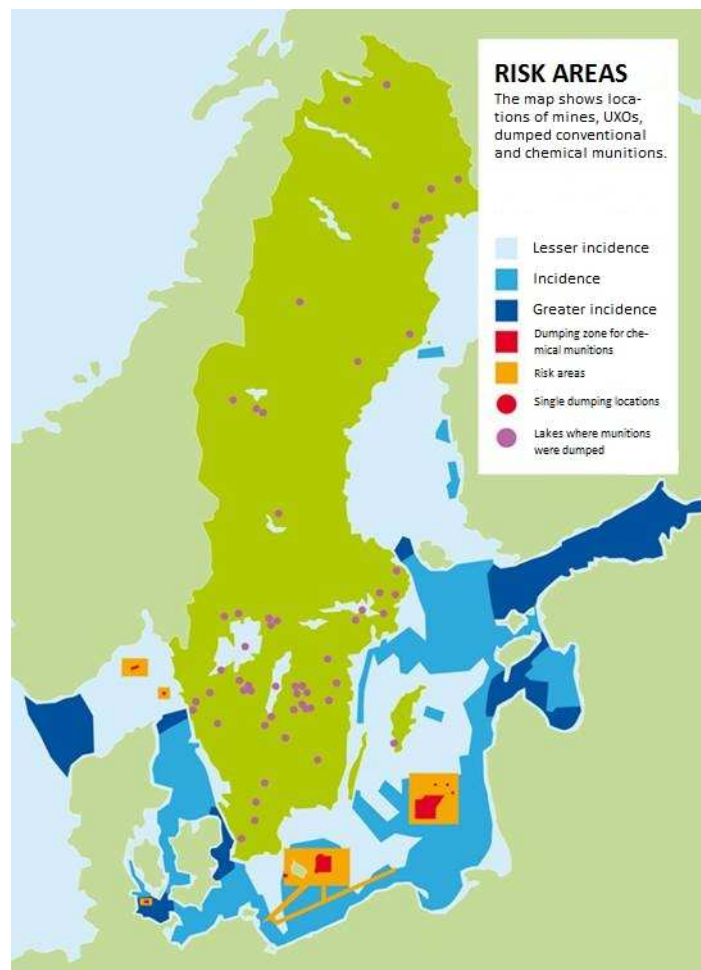 RISK AREAS
The map shows loca-
tions of mines, UXOs,
dumped conventional
and chemical munitions.
Lesser incidence
Incidence
Greater incidence
Dumping zone for che-
mical munitions
Risk areas
Single dumping locations
Lakes where munitions
were dumped